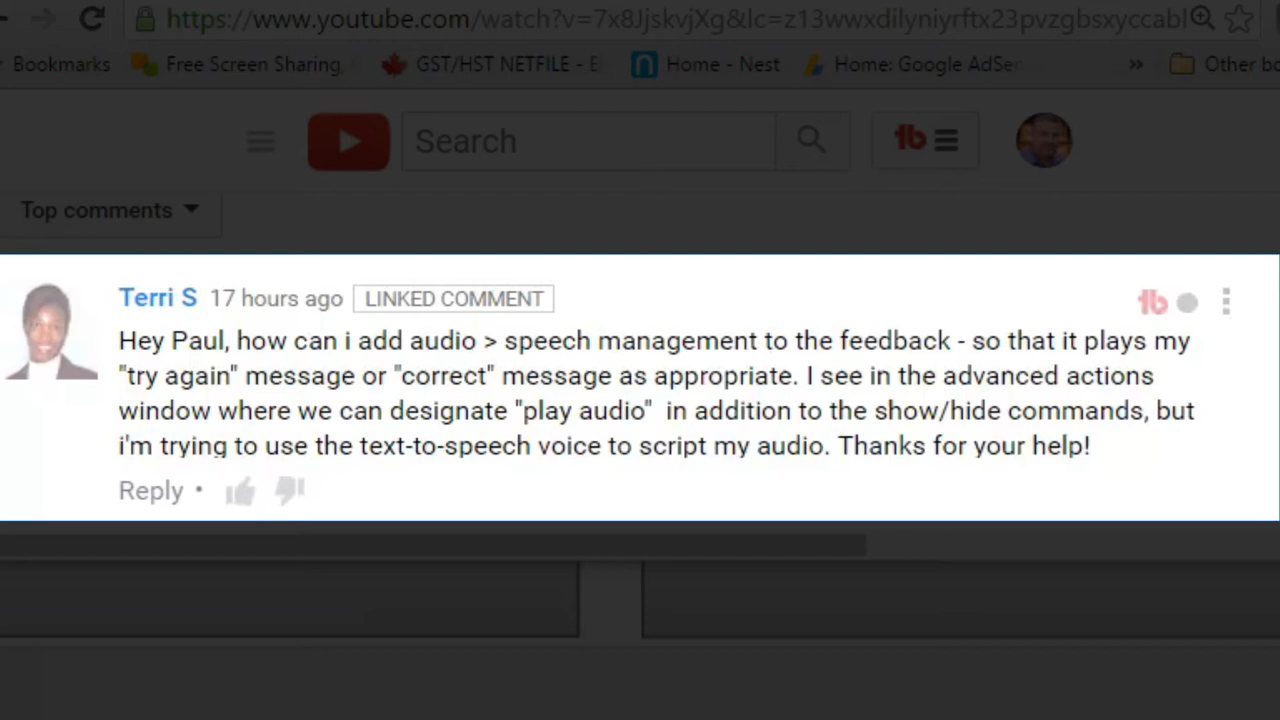 https://www.youtube.com/watch?v=7x8JjskvjXg&lc=z13wwxdilyniyrftx23pvzgbsxyccabl
Bookmarks Free Screen Sharing, GST/HST NETFILE - E Home - Nest Home: Google AdSe » Other bo
Search tb
Top comments
Terri S 17 hours ago LINKED COMMENT tb
Hey Paul, how can i add audio > speech management to the feedback - so that it plays my
"try again" message or "correct" message as appropriate. I see in the advanced actions
window where we can designate "play audio" in addition to the show/hide commands, but
i'm trying to use the text-to-speech voice to script my audio. Thanks for your help!
Reply •